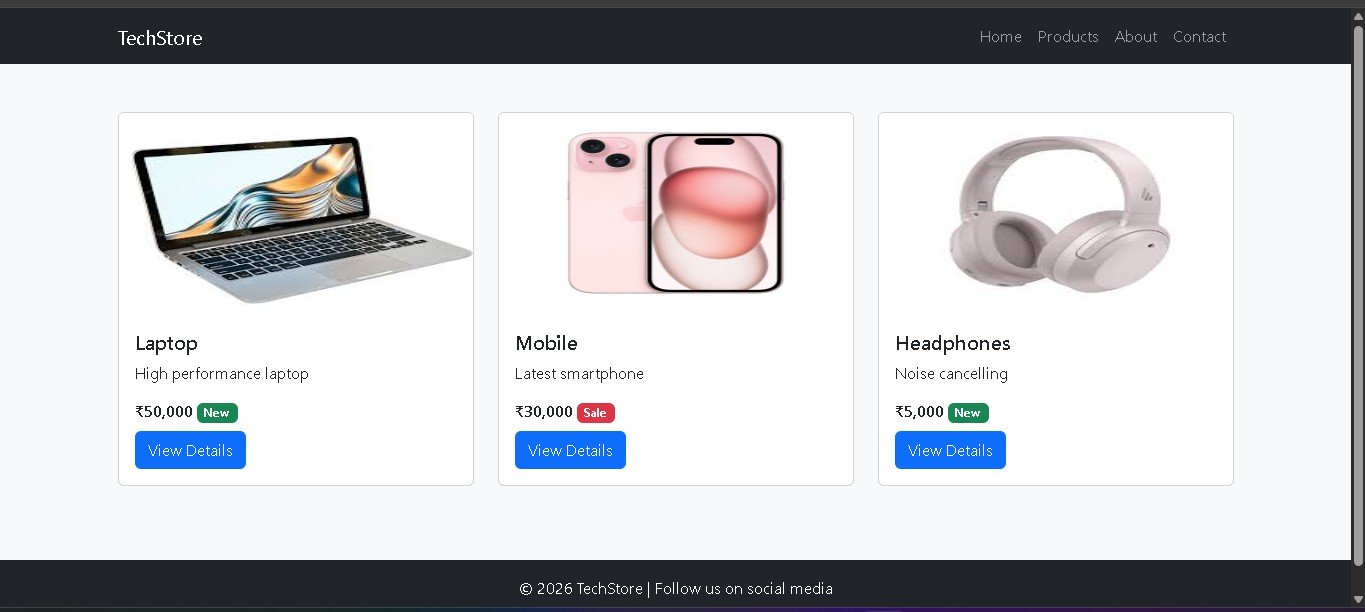 TechStore
Home Products About Contact
Laptop
High performance laptop
₹50,000 New
View Details
Mobile
Latest smartphone
₹30,000 Sale
View Details
Headphones
Noise cancelling
₹5,000 New
View Details
© 2026 TechStore | Follow us on social media